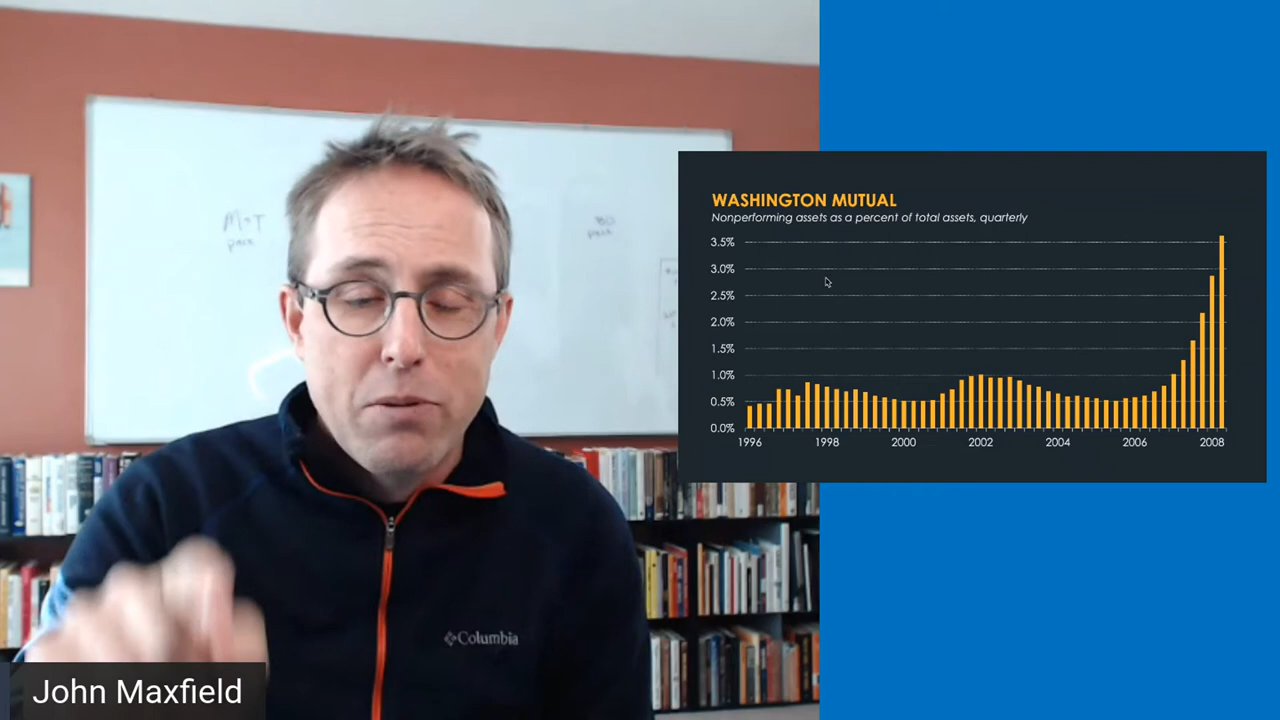 M+T
WASHINGTON MUTUAL
Nonperforming assets as a percent of total assets, quarterly
3.5%
3.0%
2.5%
2.0%
1.5%
1.0%
0.5%
0.0%
1996 1998 2000 2002 2004 2006 2008
Columbia
John Maxfield